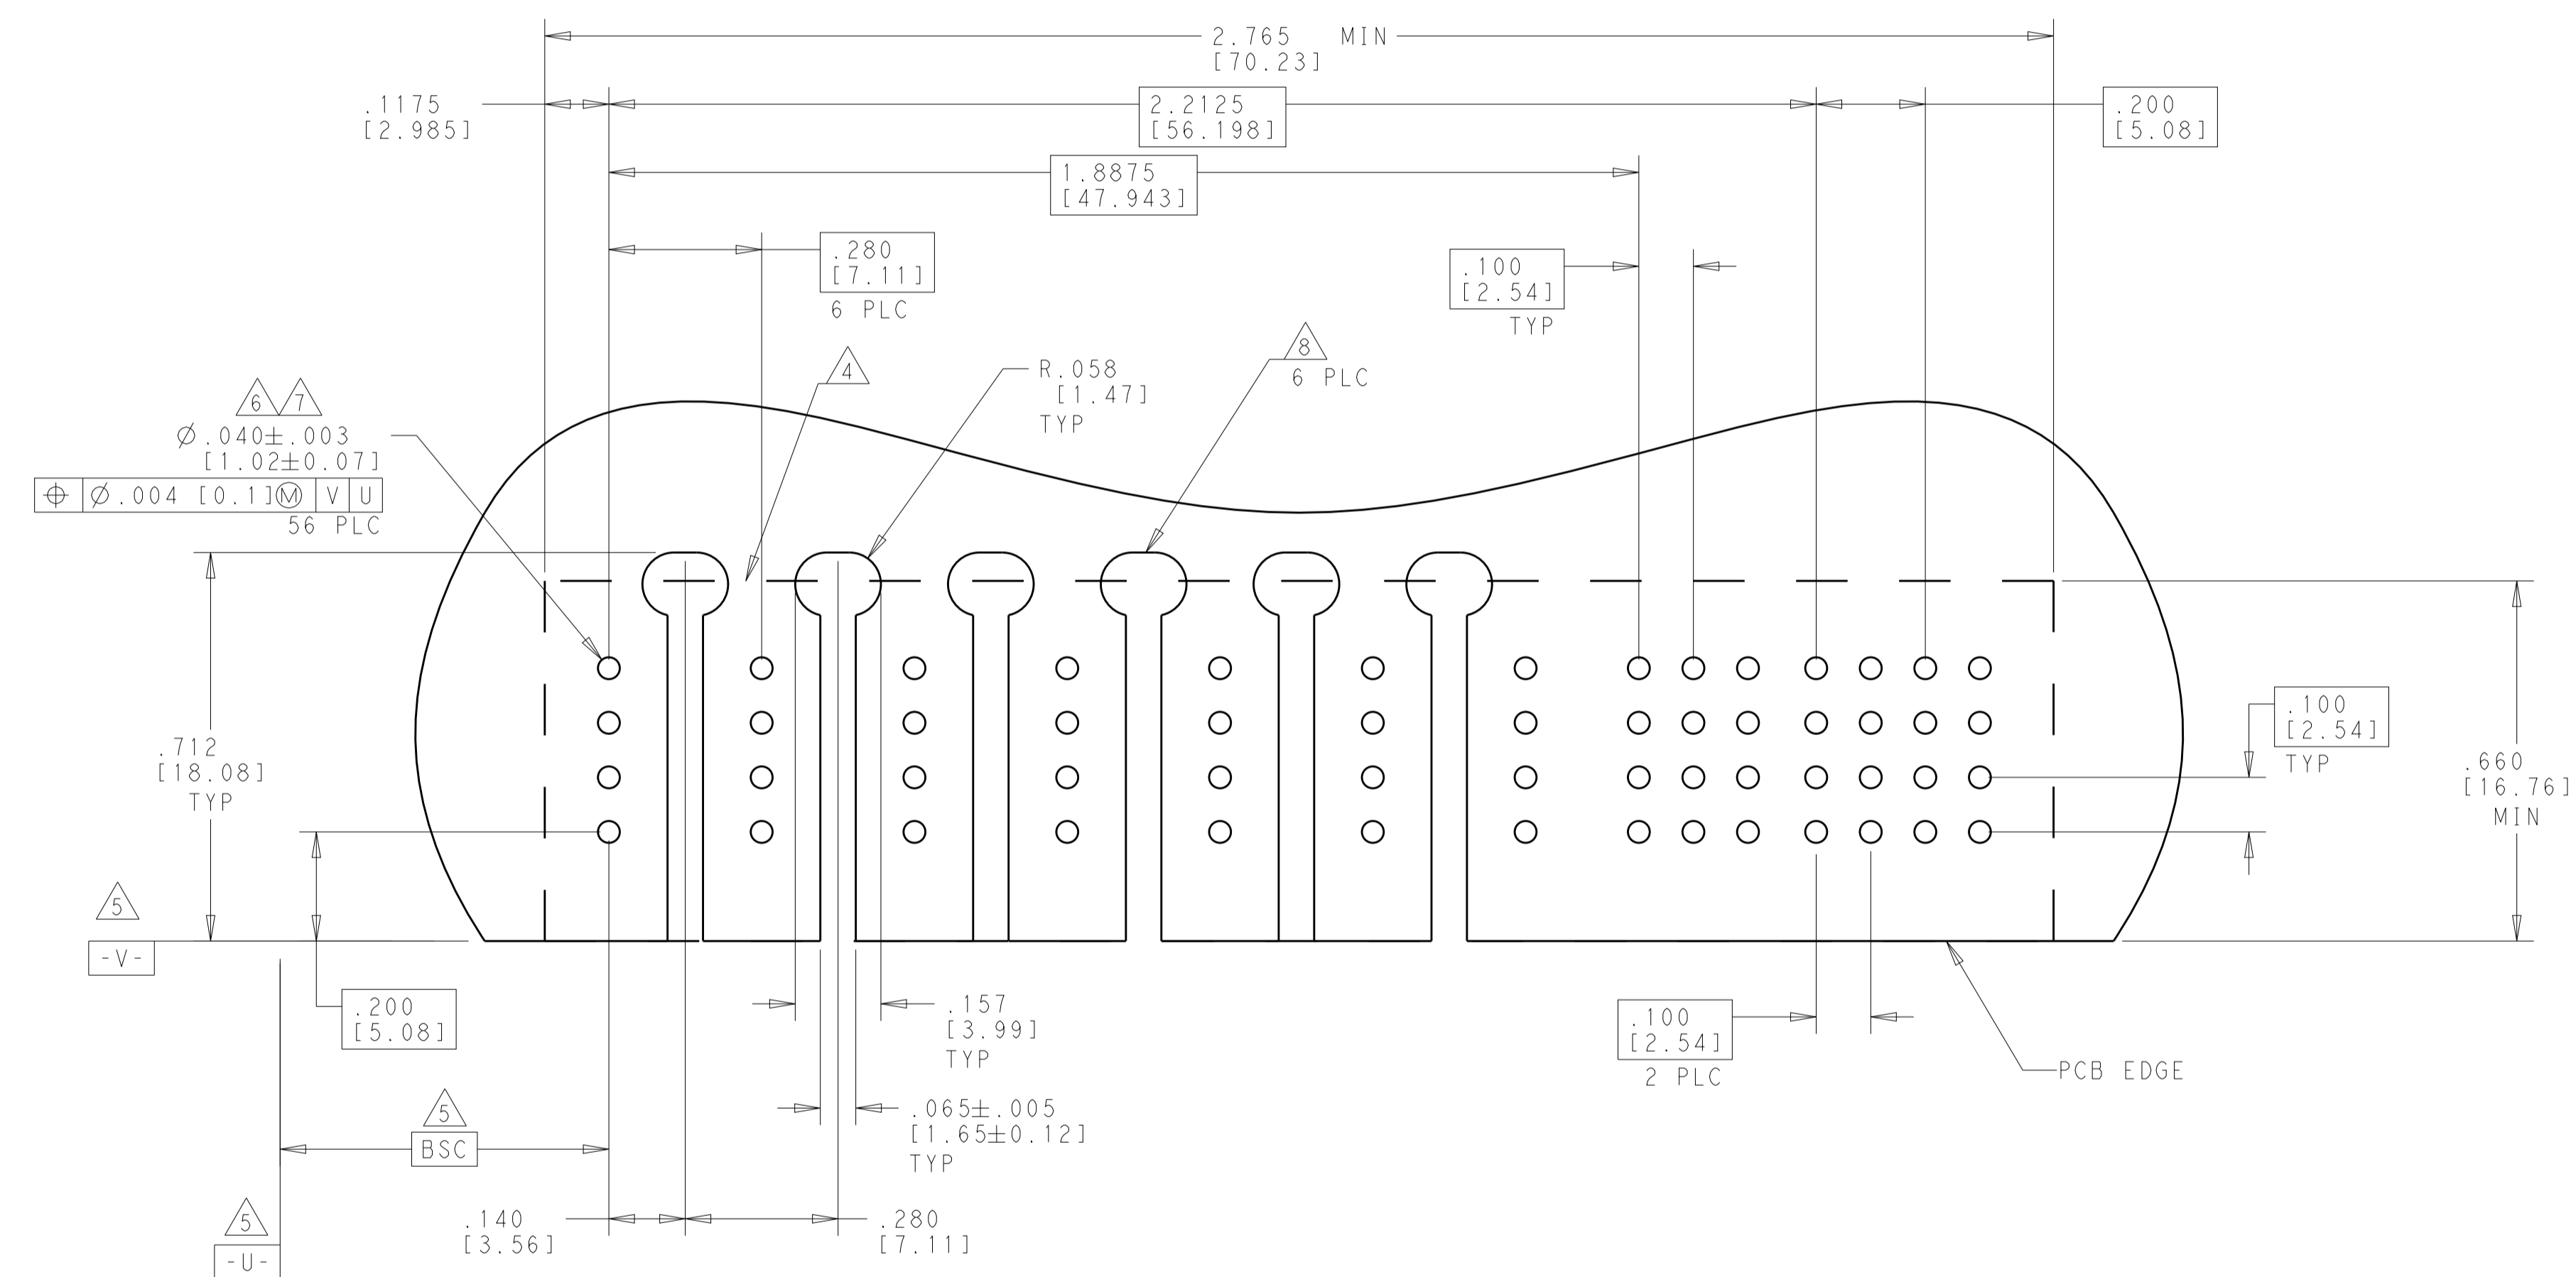 2.765 MIN
[70.23]
.1175
[2.985]
2.2125
[56.198]
.200
[5.08]
1.8875
[47.943]
.280
[7.11]
6 PLC
.100
[2.54]
TYP
8
6 PLC
4
R.058
[1.47]
TYP
6 7
Ø.040±.003
[1.02±0.07]
⌖ Ø.004 [0.1]Ⓜ V U
56 PLC
.712
[18.08]
TYP
.100
[2.54]
TYP
.660
[16.76]
MIN
5
-V-
.200
[5.08]
.157
[3.99]
TYP
.100
[2.54]
2 PLC
PCB EDGE
5
BSC
.065±.005
[1.65±0.12]
TYP
5
-U-
.140
[3.56]
.280
[7.11]